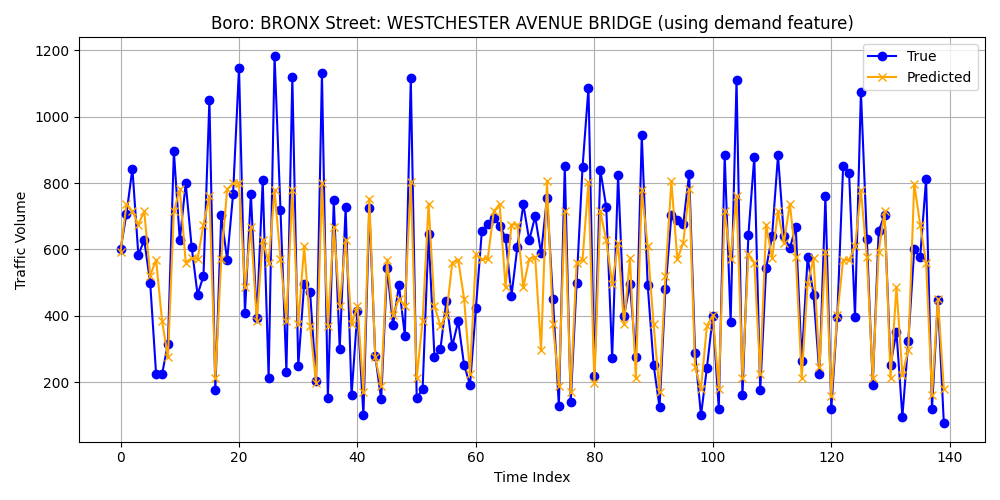 Boro: BRONX Street: WESTCHESTER AVENUE BRIDGE (using demand feature)
True
Predicted
Traffic Volume
1200
1000
800
600
400
200
0 20 40 60 80 100 120 140
Time Index